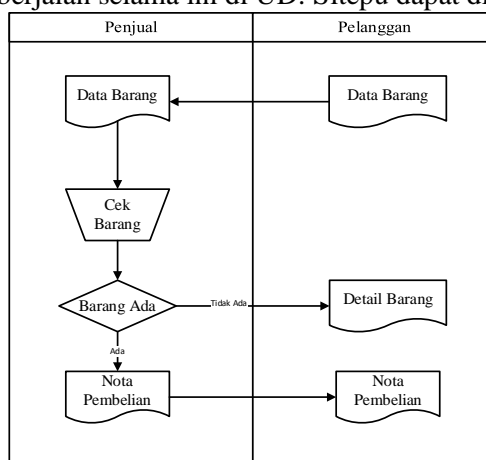 berjalan selama ini di UD. Sitepu dapat di
Penjual
Pelanggan
Data Barang
Data Barang
Cek
Barang
Barang Ada
Tidak Ada
Detail Barang
Ada
Nota
Pembelian
Nota
Pembelian